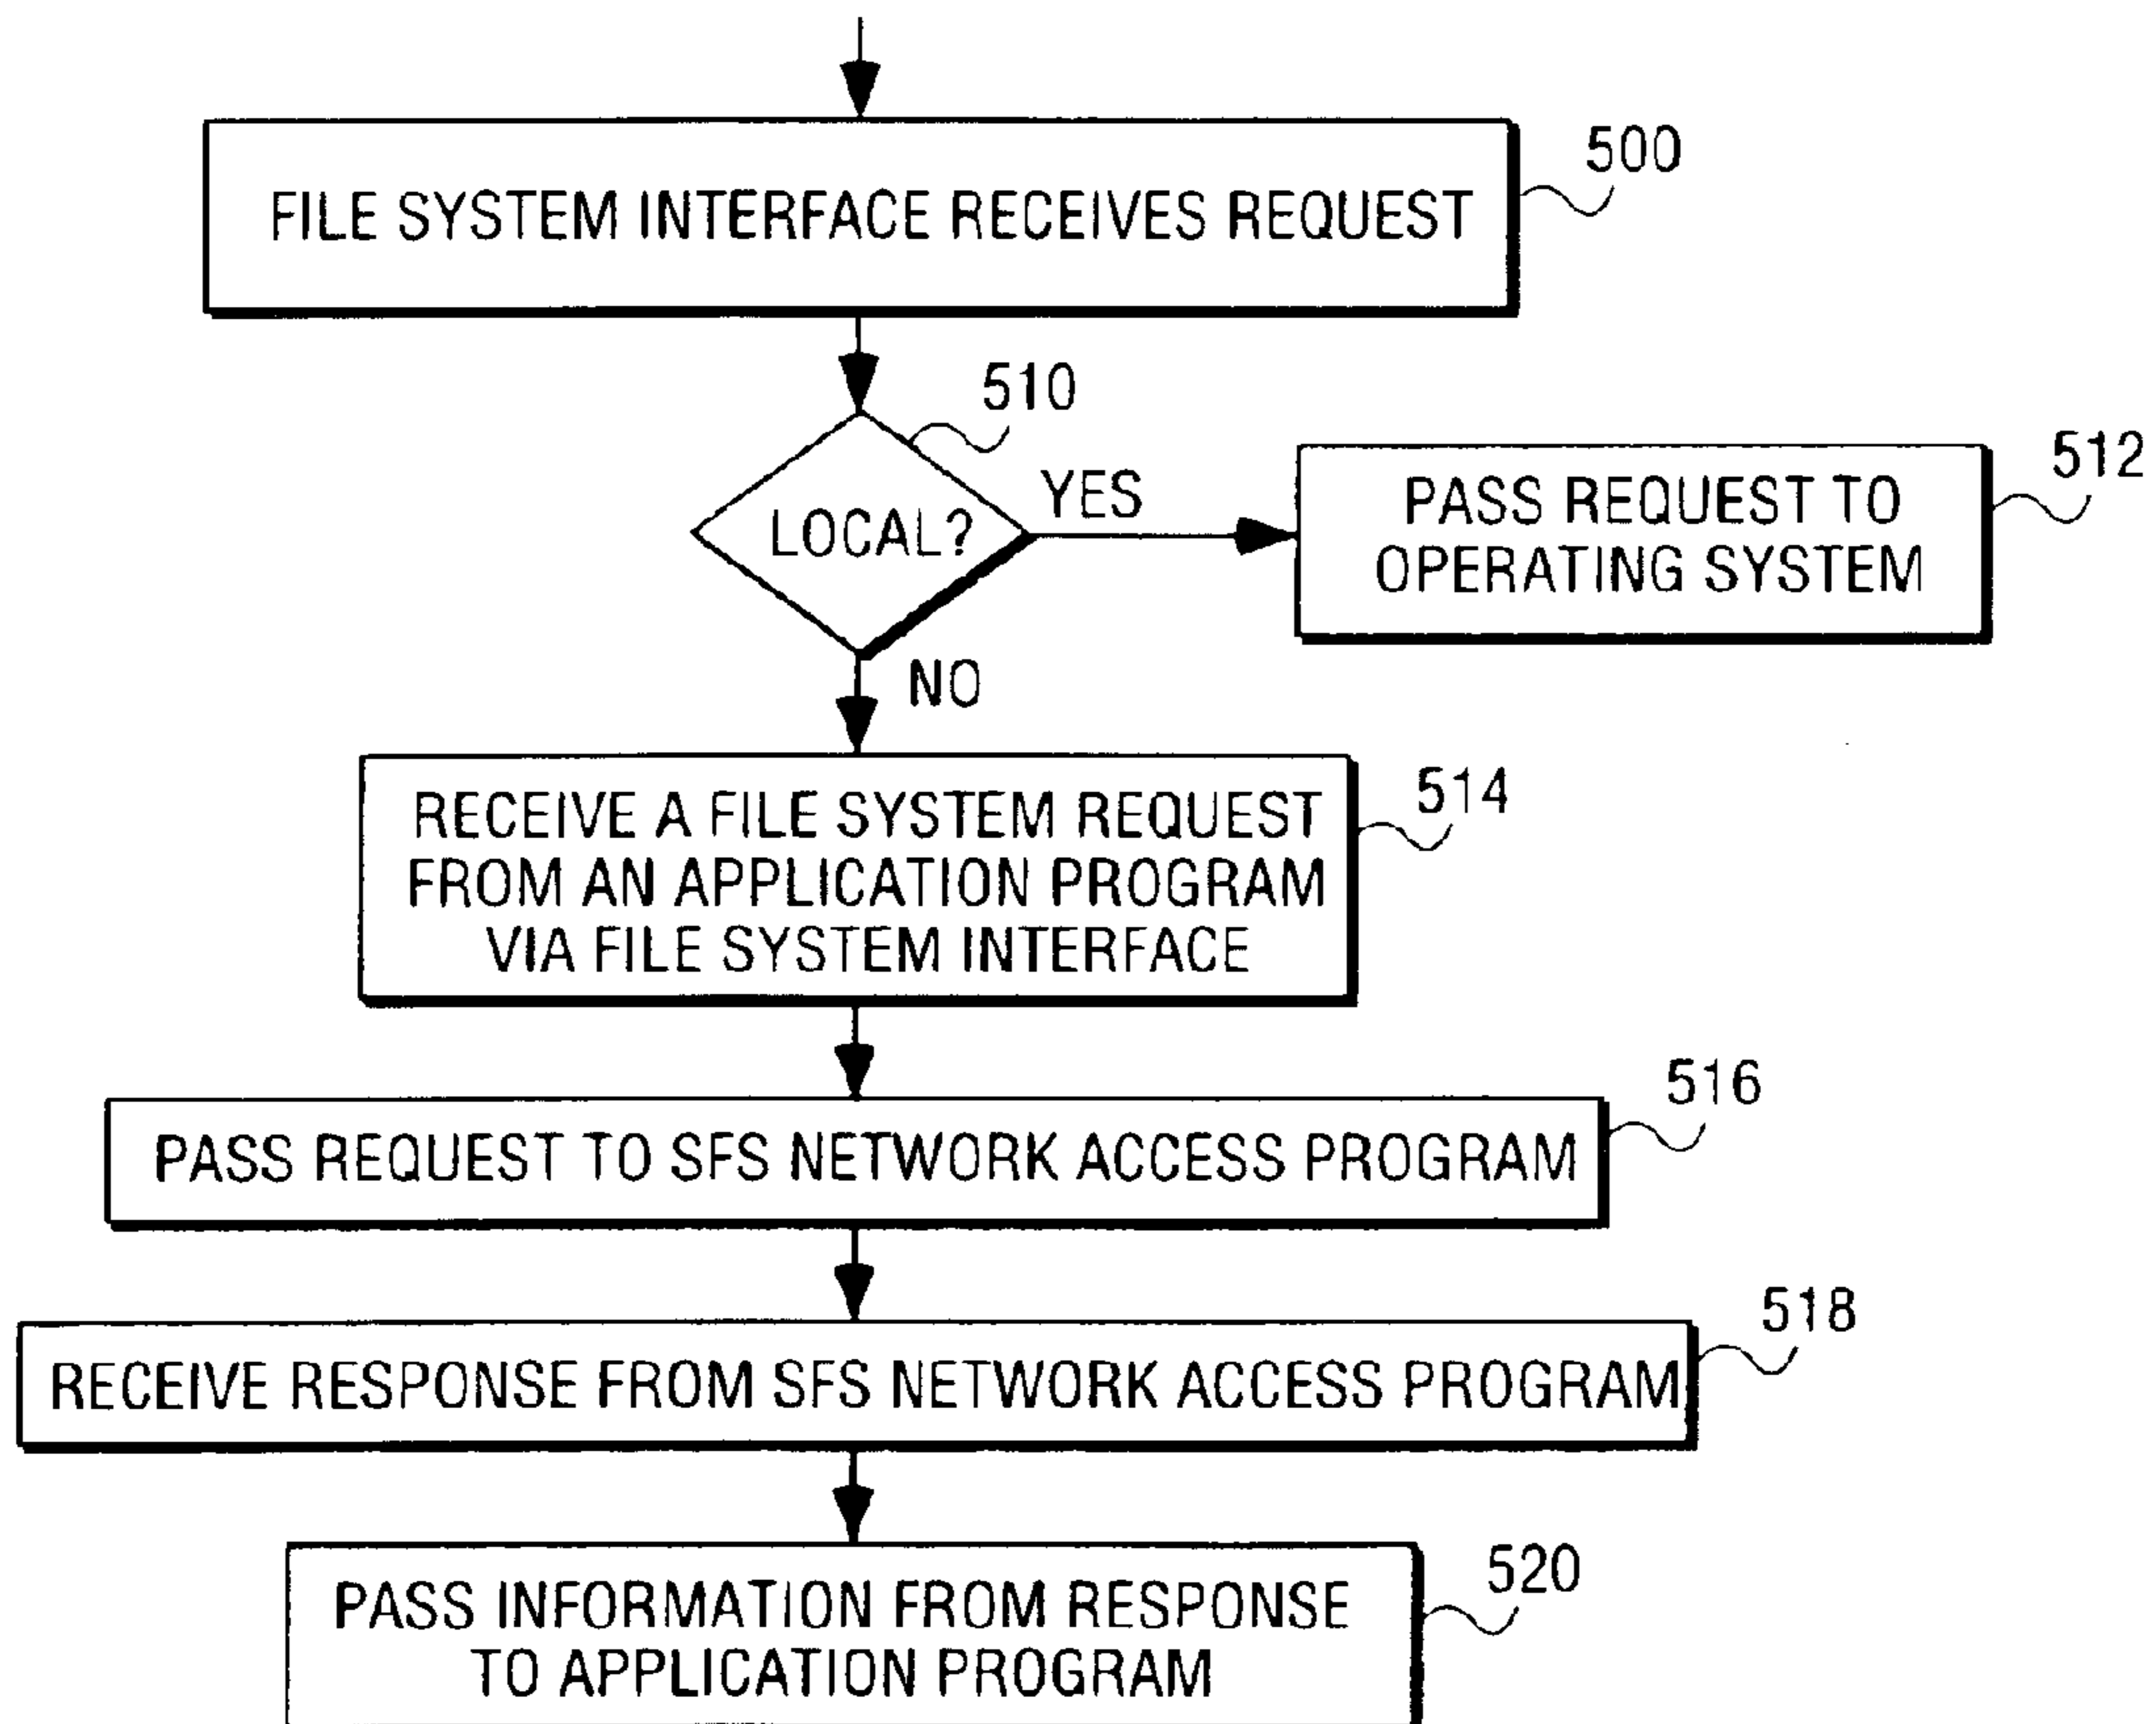 500
FILE SYSTEM INTERFACE RECEIVES REQUEST
510
LOCAL?
YES
512
PASS REQUEST TO
OPERATING SYSTEM
NO
514
RECEIVE A FILE SYSTEM REQUEST
FROM AN APPLICATION PROGRAM
VIA FILE SYSTEM INTERFACE
516
PASS REQUEST TO SFS NETWORK ACCESS PROGRAM
518
RECEIVE RESPONSE FROM SFS NETWORK ACCESS PROGRAM
520
PASS INFORMATION FROM RESPONSE
TO APPLICATION PROGRAM